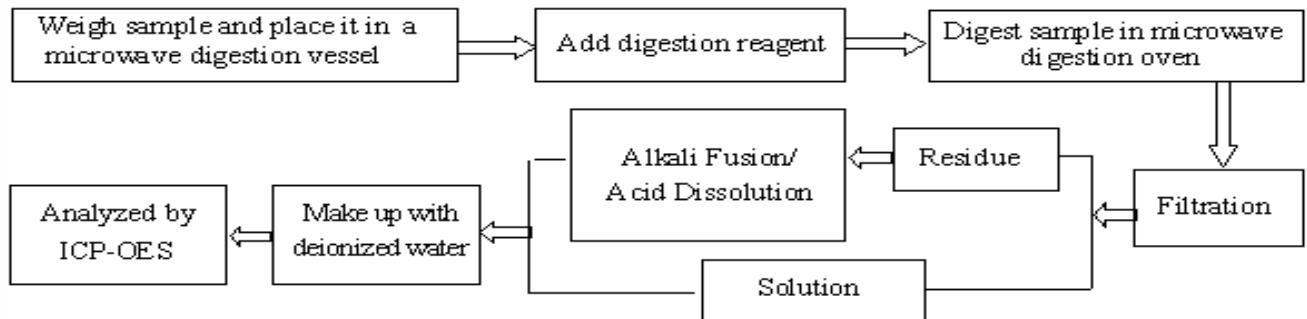 Weigh sample and place it in a
microwave digestion vessel
Add digestion reagent
Digest sample in microwave
digestion oven
Filtration
Residue
Alkali Fusion/
Acid Dissolution
Solution
Make up with
deionized water
Analyzed by
ICP-OES